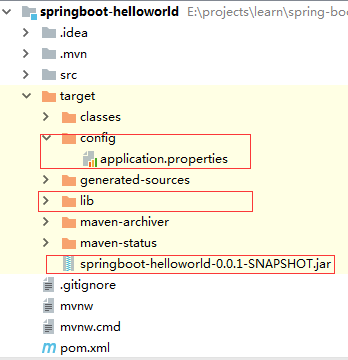 springboot-helloworld E:\projects\learn\spring-bo
.idea
.mvn
src
target
classes
config
application.properties
generated-sources
lib
maven-archiver
maven-status
springboot-helloworld-0.0.1-SNAPSHOT.jar
.gitignore
mvnw
mvnw.cmd
pom.xml